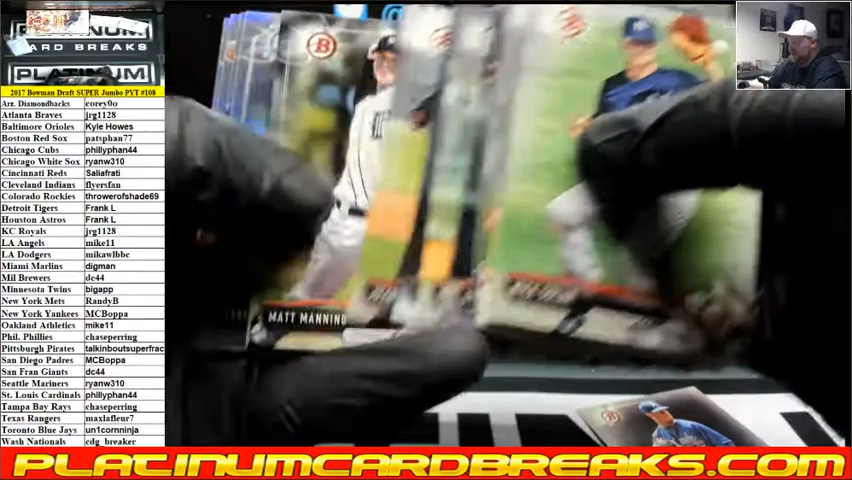 PLATINUM
CARD BREAKS
PLATINUM
2017 Bowman Draft SUPER Jumbo PYT #108
Arz. Diamondbacks corey0o
Atlanta Braves jrg1128
Baltimore Orioles Kyle Howes
Boston Red Sox patsphan77
Chicago Cubs phillyphan44
Chicago White Sox ryanw310
Cincinnati Reds Saliafrati
Cleveland Indians flyersfan
Colorado Rockies throwerofshade69
Detroit Tigers Frank L
Houston Astros Frank L
KC Royals jrg1128
LA Angels mike11
LA Dodgers mikawlbbc
Miami Marlins digman
Mil Brewers dc44
Minnesota Twins bigapp
New York Mets RandyB
New York Yankees MCBoppa
Oakland Athletics mike11
Phil. Phillies chaseperring
Pittsburgh Pirates talkinboutsuperfrac
San Diego Padres MCBoppa
San Fran Giants dc44
Seattle Mariners ryanw310
St. Louis Cardinals phillyphan44
Tampa Bay Rays chaseperring
Texas Rangers maxlafleur7
Toronto Blue Jays un1cornninja
Wash Nationals cdg_breaker
B
MATT MANNING
PLATINUMCARDBREAKS.COM